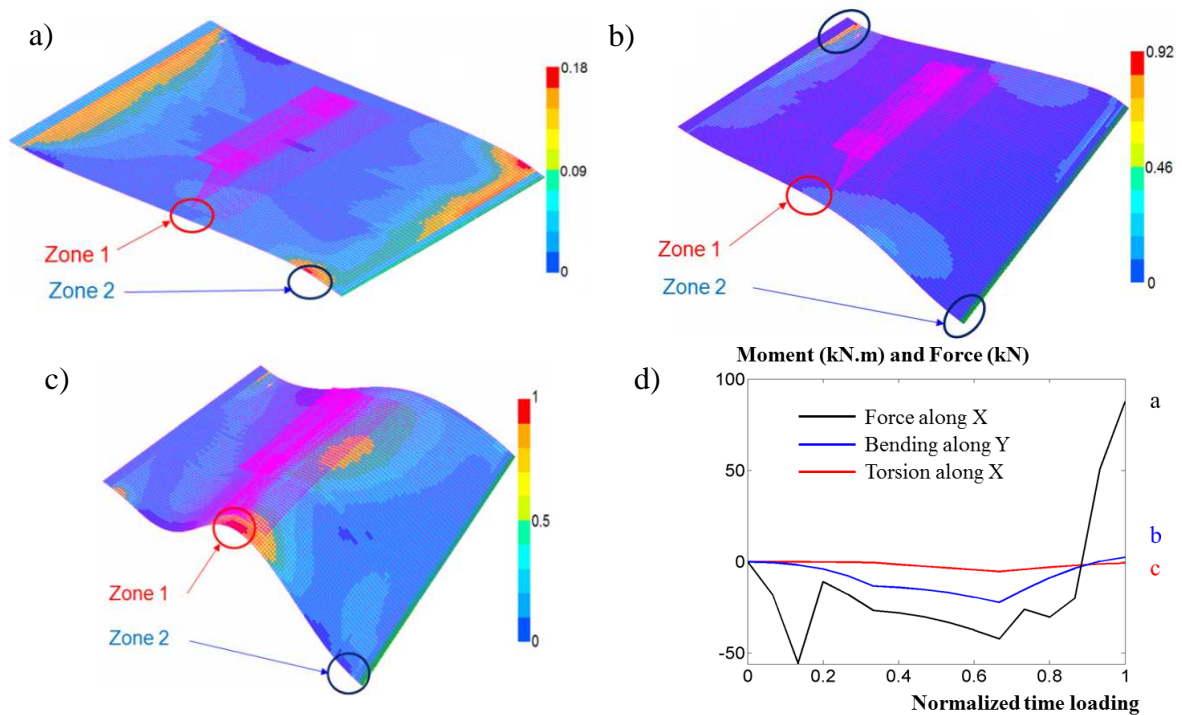 a)
0.18
0.09
0
Zone 1
Zone 2
b)
0.92
0.46
0
Zone 1
Zone 2
c)
1
0.5
0
Zone 1
Zone 2
d)
Moment (kN.m) and Force (kN)
100
50
0
-50
Force along X
Bending along Y
Torsion along X
a
b
c
0 0.2 0.4 0.6 0.8 1
Normalized time loading